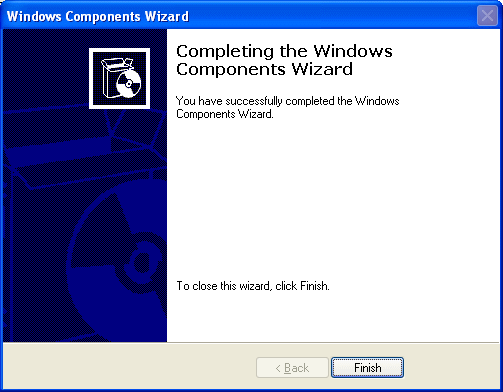 Windows Components Wizard
Completing the Windows
Components Wizard
You have successfully completed the Windows
Components Wizard.
To close this wizard, click Finish.
< Back
Finish